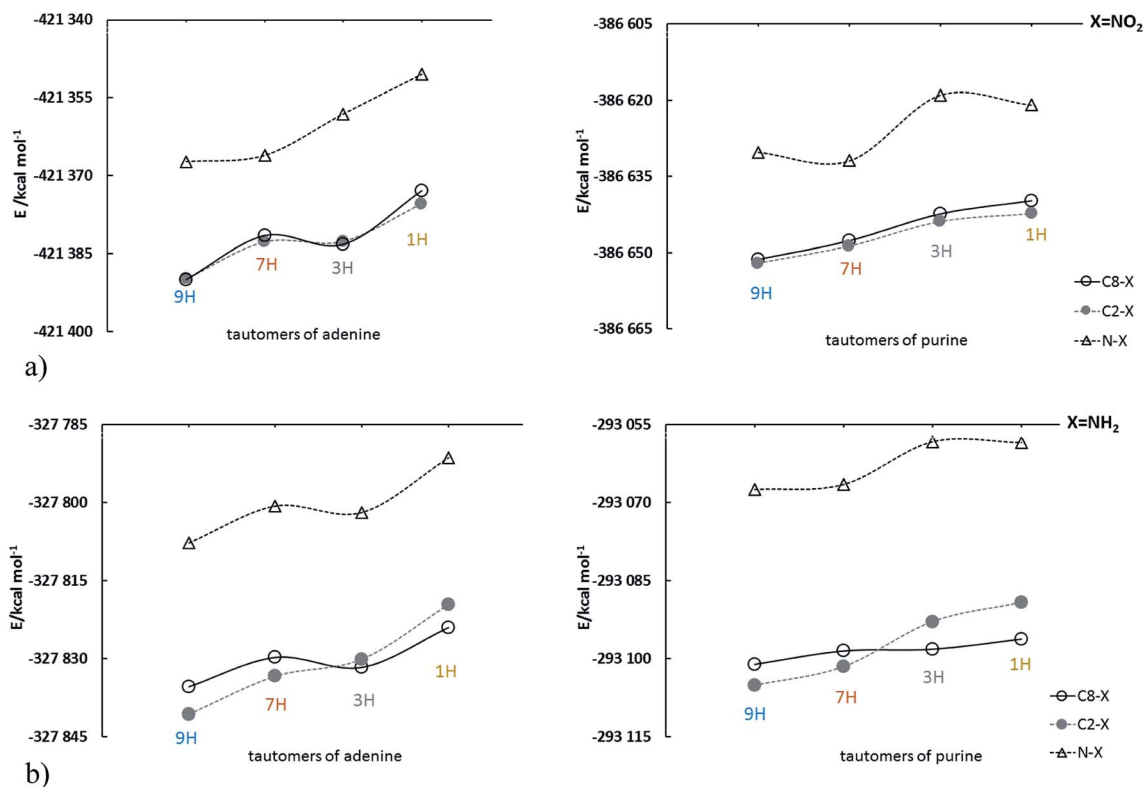 X=NO2
E/kcal mol-1
-421 340
-421 355
-421 370
-421 385
-421 400
9H
7H
3H
1H
tautomers of adenine
E/kcal mol-1
-386 605
-386 620
-386 635
-386 650
-386 665
9H
7H
3H
1H
tautomers of purine
C8-X
C2-X
N-X
a)
X=NH2
E/kcal mol-1
-327 785
-327 800
-327 815
-327 830
-327 845
9H
7H
3H
1H
tautomers of adenine
E/kcal mol-1
-293 055
-293 070
-293 085
-293 100
-293 115
9H
7H
3H
1H
tautomers of purine
C8-X
C2-X
N-X
b)